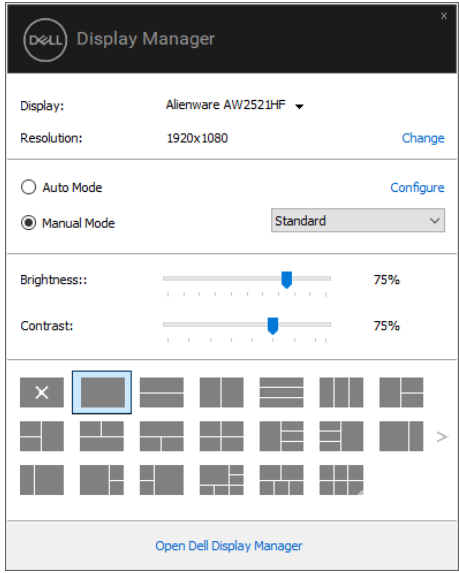 x
DELL Display Manager
Display: Alienware AW2521HF
Resolution: 1920x1080 Change
Auto Mode Configure
Manual Mode Standard
Brightness:: 75%
Contrast: 75%
Open Dell Display Manager